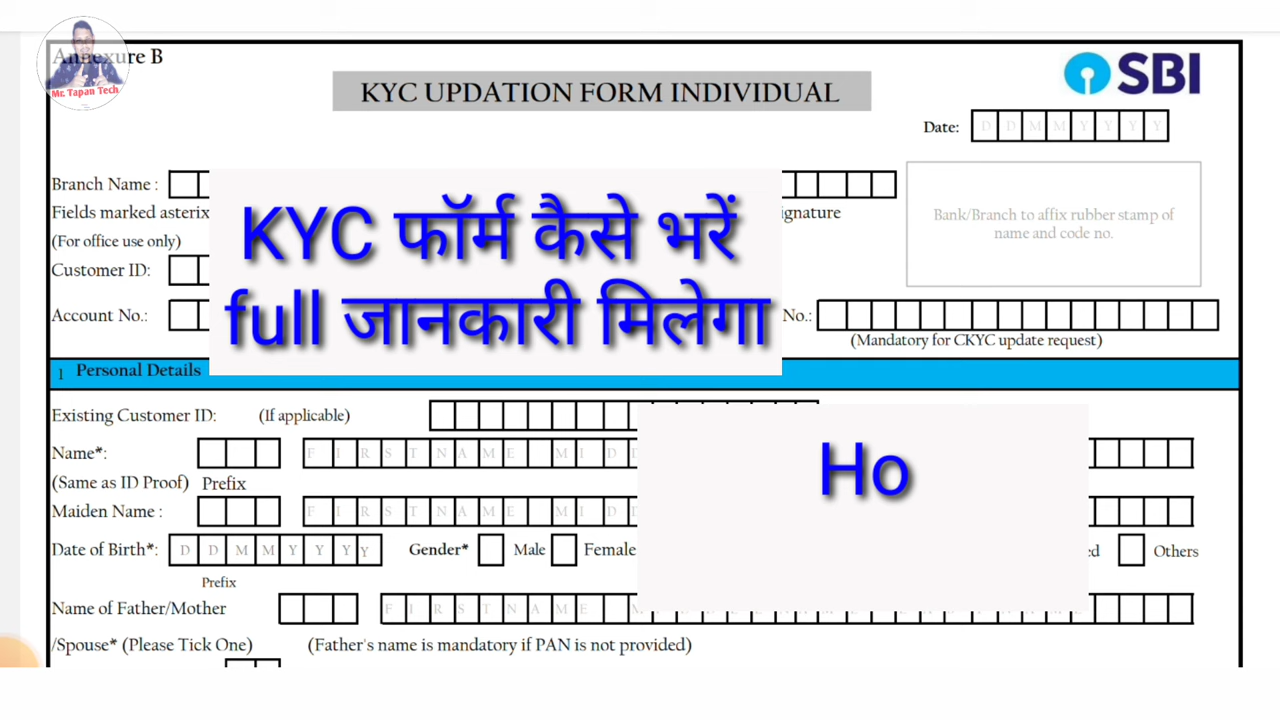 Annexure B
Mr. Tapan Tech
SBI
KYC UPDATION FORM INDIVIDUAL
Date: D D M M Y Y Y Y
Branch Name :
Fields marked asterix
ignature
(For office use only)
Bank/Branch to affix rubber stamp of
name and code no.
KYC फॉर्म कैसे भरें
full जानकारी मिलेगा
Customer ID:
Account No.:
No.:
(Mandatory for CKYC update request)
1 Personal Details
Existing Customer ID: (If applicable)
Ho
Name*: F I R S T N A M E M I D D
(Same as ID Proof) Prefix
Maiden Name : F I R S T N A M E M I D D
Date of Birth*: D D M M Y Y Y Y Gender* Male Female ed Others
Prefix
Name of Father/Mother F I R S T N A M E
/Spouse* (Please Tick One) (Father's name is mandatory if PAN is not provided)